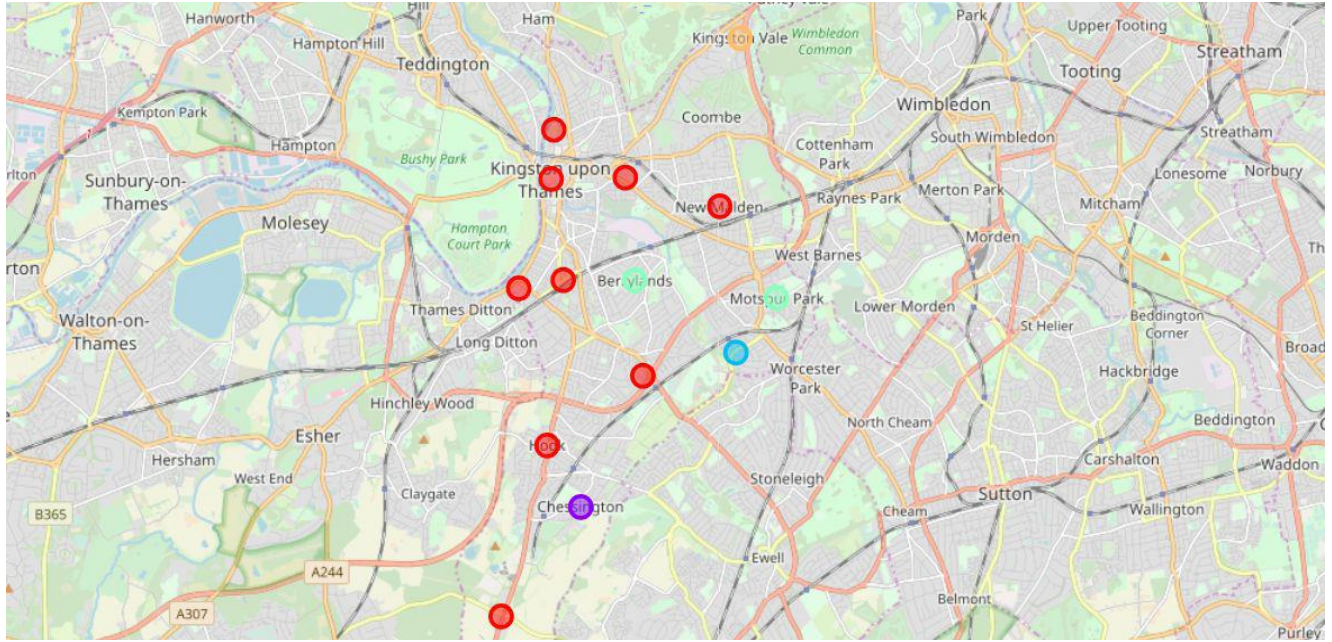 Hanworth
Hill
Ham
Putney Vale
Park
Upper Tooting
Hampton Hill
Kingston Vale
Wimbledon
Common
Streatham
Teddington
Tooting
Kempton Park
Wimbledon
Coombe
Streatham
Hampton
South Wimbledon
Cottenham
Park
Bushy Park
Kingston upon
Thames
Lonesome
Norbury
Sunbury-on-
Thames
Merton Park
Raynes Park
Mitcham
New Malden
Molesey
Hampton
Court Park
Morden
West Barnes
Berrylands
Motspur Park
Lower Morden
Thames Ditton
Walton-on-
Thames
St Helier
Beddington
Corner
Long Ditton
Worcester
Park
Hackbridge
Hinchley Wood
Beddington
North Cheam
Esher
Hook
Hersham
Carshalton
Waddon
West End
Stoneleigh
Claygate
Sutton
Chessington
Cheam
Wallington
B365
Ewell
A244
Belmont
A307
Purley